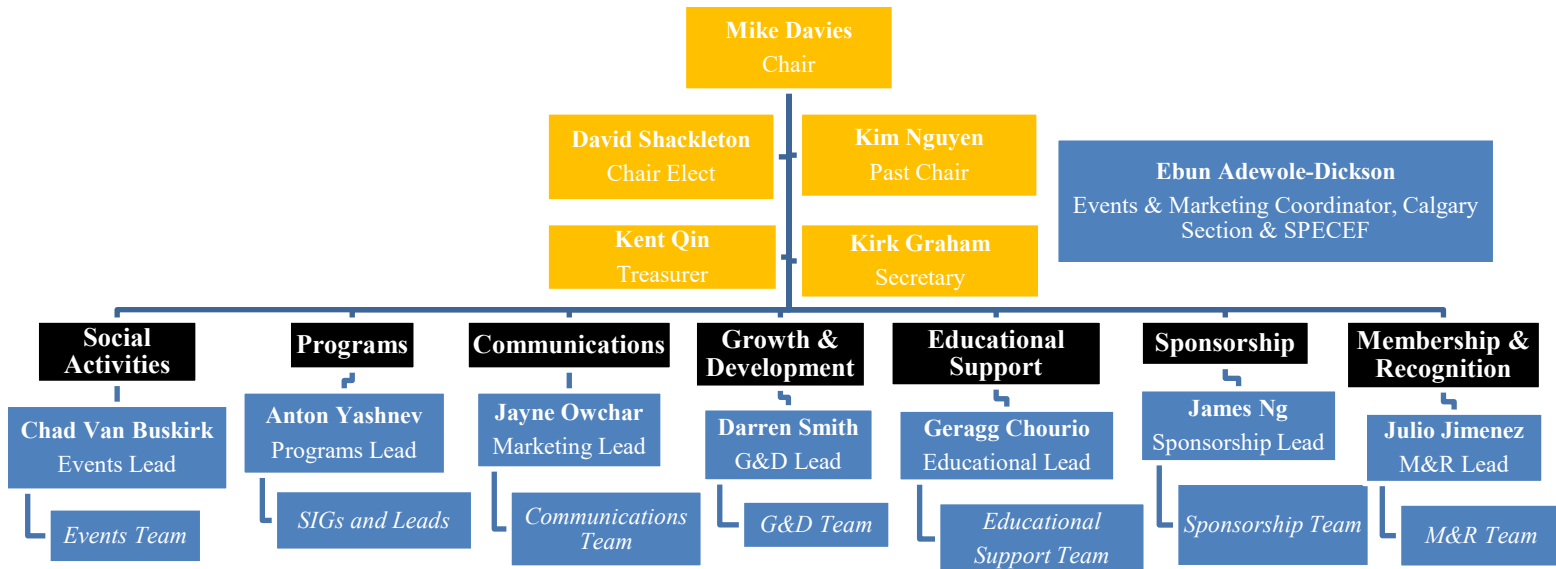 Mike Davies
Chair
David Shackleton
Chair Elect
Kim Nguyen
Past Chair
Ebun Adewole-Dickson
Events & Marketing Coordinator, Calgary
Section & SPECEF
Kent Qin
Treasurer
Kirk Graham
Secretary
Social
Activities
Programs
Communications
Growth &
Development
Educational
Support
Sponsorship
Membership &
Recognition
Chad Van Buskirk
Events Lead
Anton Yashnev
Programs Lead
Jayne Owchar
Marketing Lead
Darren Smith
G&D Lead
Geragg Chourio
Educational Lead
James Ng
Sponsorship Lead
Julio Jimenez
M&R Lead
Events Team
SIGs and Leads
Communications
Team
G&D Team
Educational
Support Team
Sponsorship Team
M&R Team